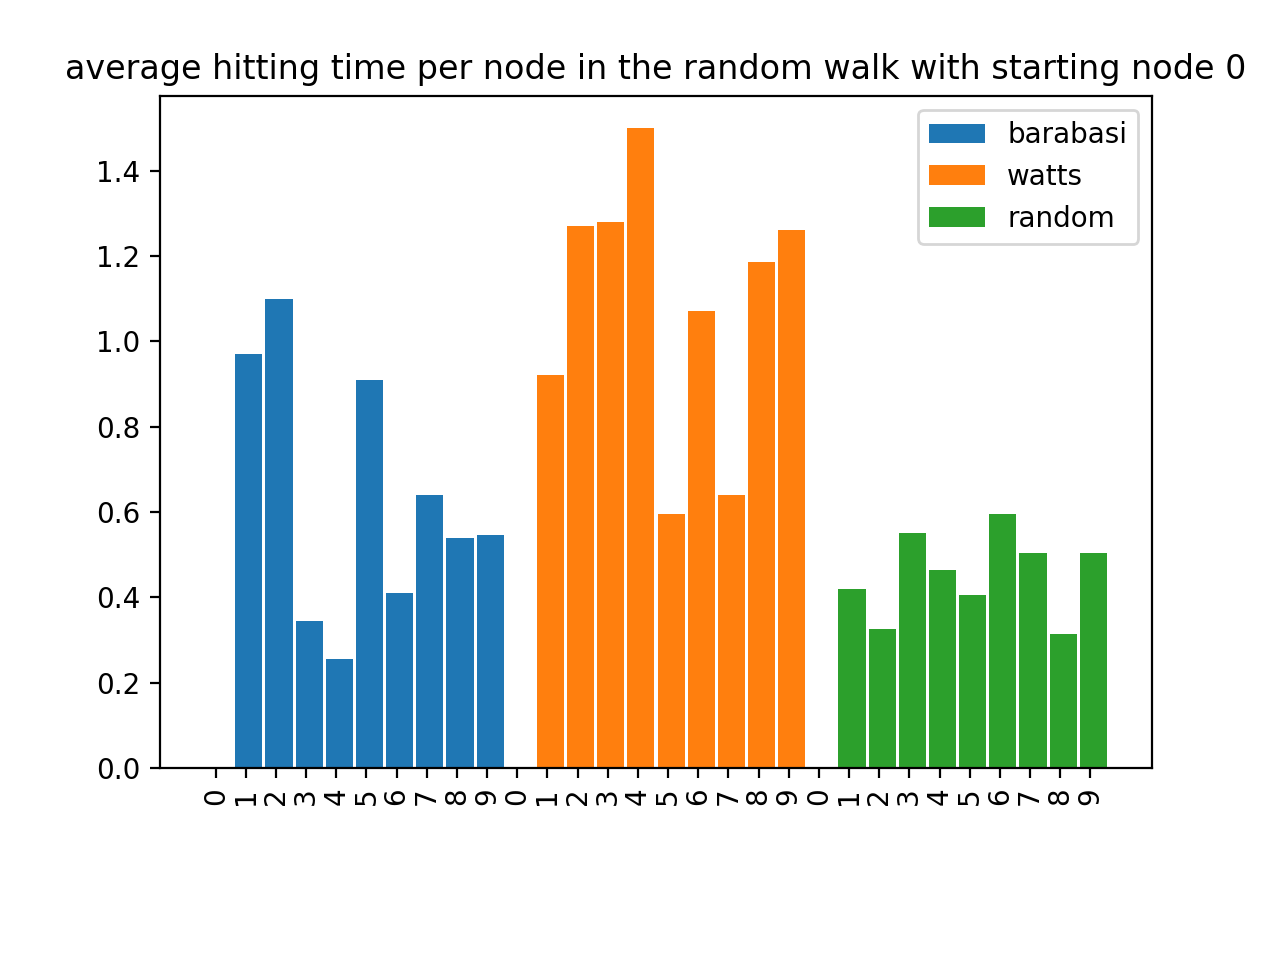 average hitting time per node in the random walk with starting node 0
barabasi
watts
random
1.4
1.2
1.0
0.8
0.6
0.4
0.2
0.0
0 1 2 3 4 5 6 7 8 9 0 1 2 3 4 5 6 7 8 9 0 1 2 3 4 5 6 7 8 9